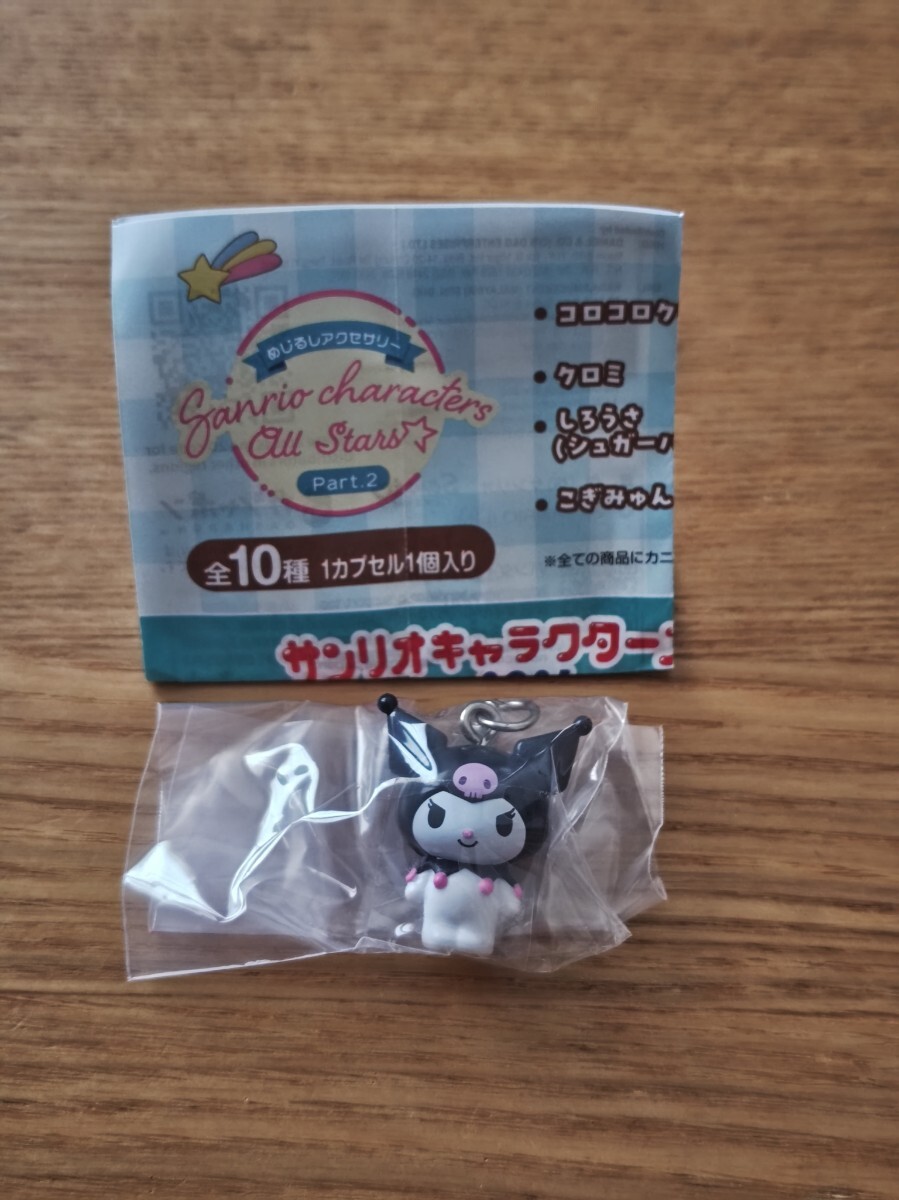 めじるしアクセサリー
Sanrio characters
All Stars
Part.2
全10種 1カプセル1個入り
• コロコロク
• クロミ
• しろうさ
(シュガーバ
• こぎみゅん
※全ての商品にカニ
サンリオキャラクター